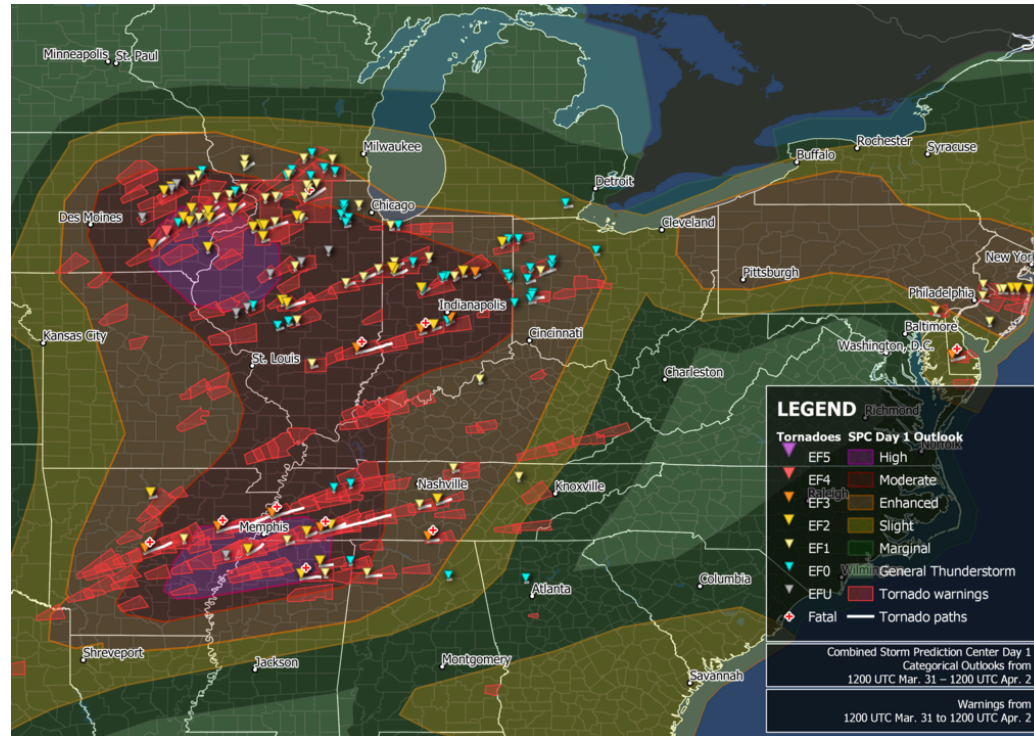 Minneapolis
St. Paul
Milwaukee
Rochester
Syracuse
Buffalo
Detroit
Des Moines
Chicago
Cleveland
New York
Pittsburgh
Philadelphia
Indianapolis
Kansas City
Cincinnati
Baltimore
Washington, D.C.
St. Louis
Charleston
LEGEND
Richmond
Tornadoes SPC Day 1 Outlook
EF5 High
Norfolk
EF4 Moderate
Nashville
Knoxville
Raleigh
EF3 Enhanced
EF2 Slight
Memphis
EF1 Marginal
EF0 General Thunderstorm
Columbia
Atlanta
EFU Tornado warnings
Fatal Tornado paths
Shreveport
Jackson
Montgomery
Savannah
Combined Storm Prediction Center Day 1
Categorical Outlooks from
1200 UTC Mar. 31 – 1200 UTC Apr. 2
Warnings from
1200 UTC Mar. 31 to 1200 UTC Apr. 2